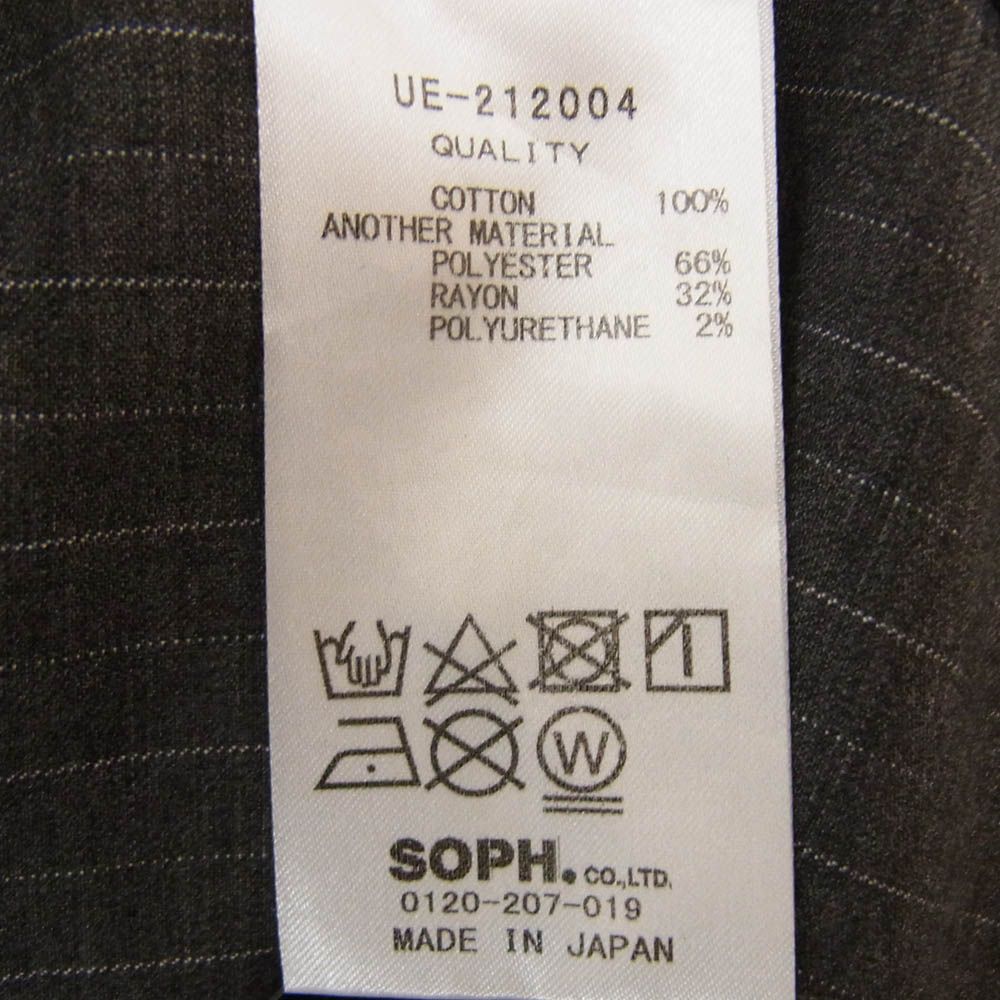 UE-212004
QUALITY
COTTON 100%
ANOTHER MATERIAL
POLYESTER 66%
RAYON 32%
POLYURETHANE 2%
W
SOPH. CO.,LTD.
0120-207-019
MADE IN JAPAN